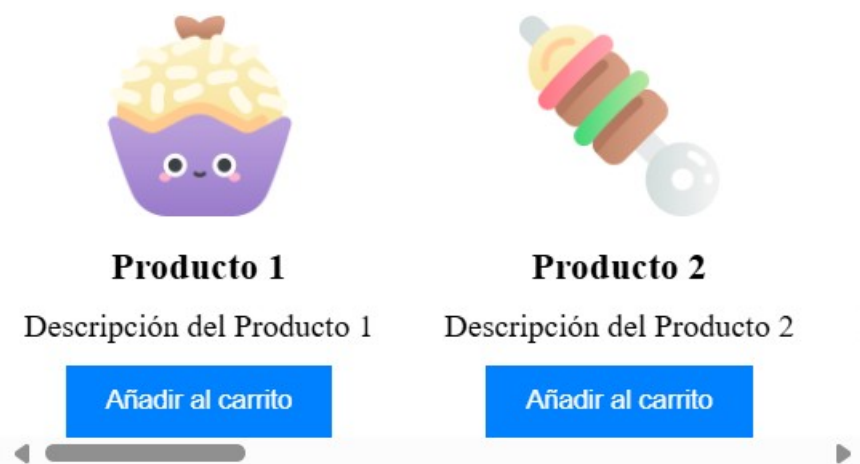 Producto 1
Descripción del Producto 1
Añadir al carrito
Producto 2
Descripción del Producto 2
Añadir al carrito